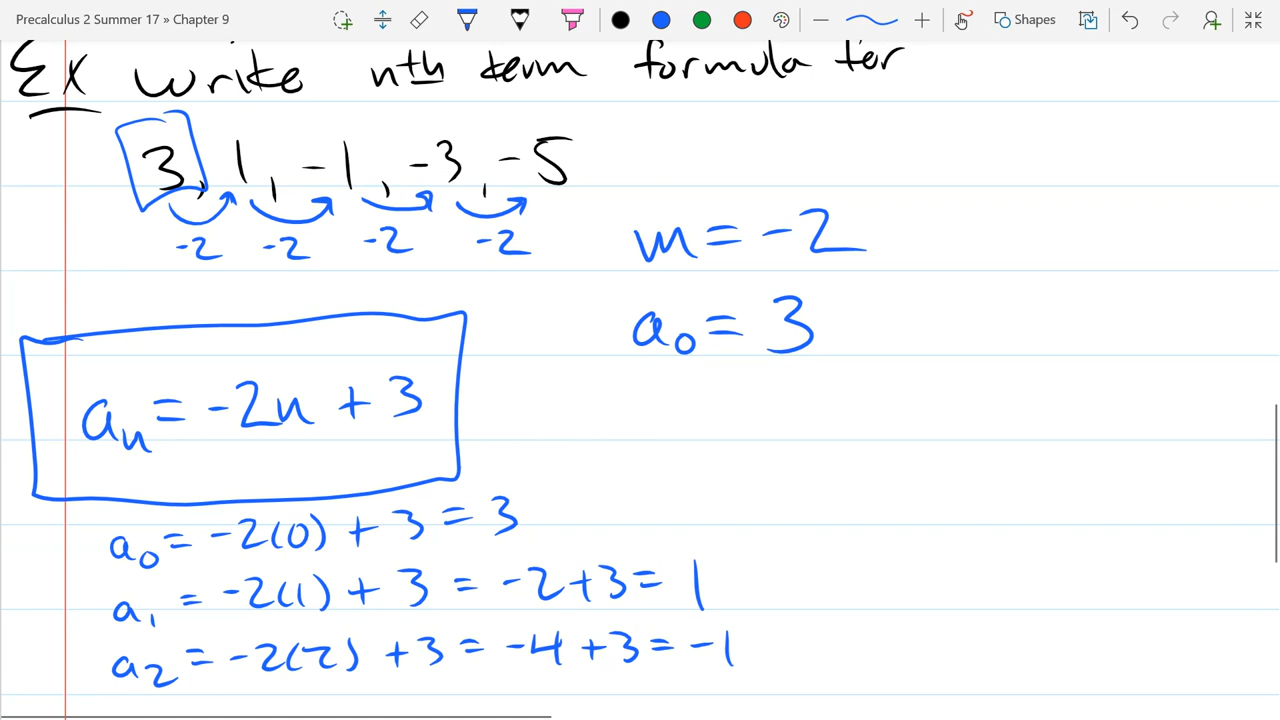 Precalculus 2 Summer 17 » Chapter 9
Shapes
Ex Write nth term formula for
3, 1, -1, -3, -5
-2 -2 -2 -2
m = -2
a₀ = 3
aₙ = -2n + 3
a₀ = -2(0) + 3 = 3
a₁ = -2(1) + 3 = -2+3 = 1
a₂ = -2(2) + 3 = -4 + 3 = -1